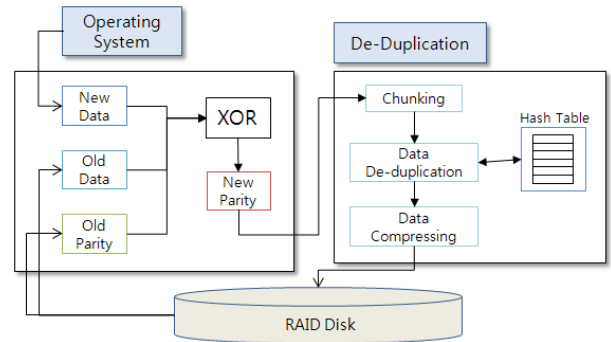 Operating
System
De-Duplication
New
Data
XOR
Chunking
Hash Table
Old
Data
New
Parity
Data
De-duplication
Old
Parity
Data
Compressing
RAID Disk